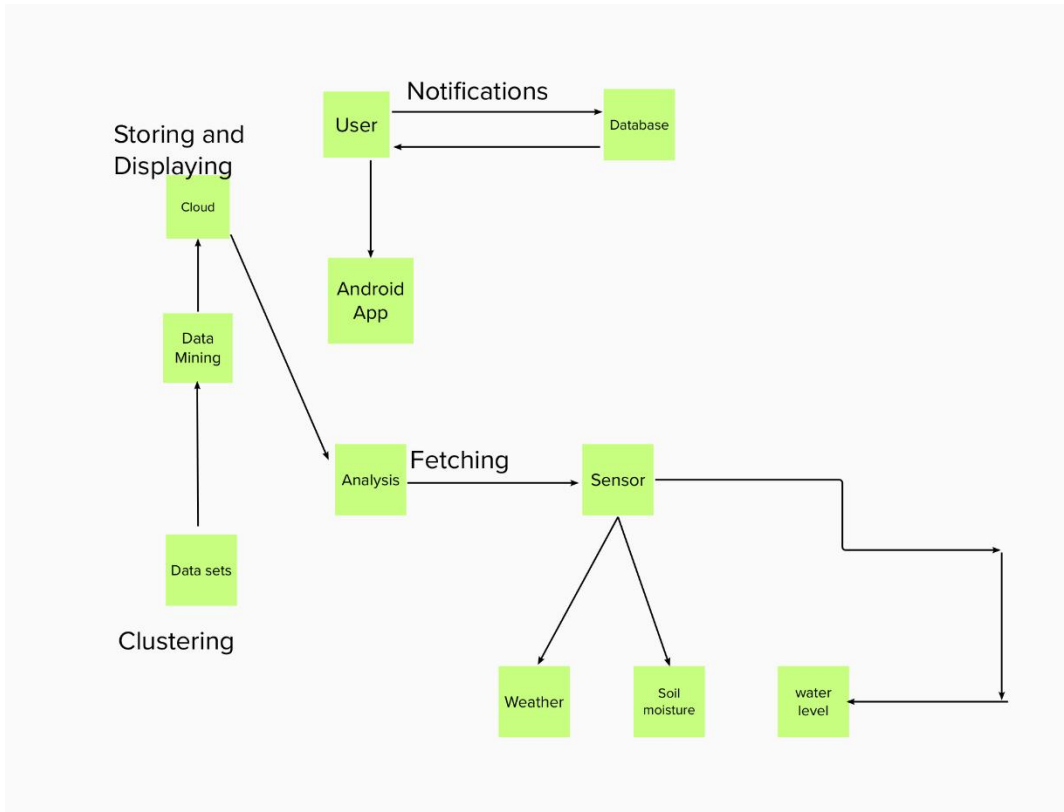 Notifications
User
Database
Storing and
Displaying
Cloud
Android
App
Data
Mining
Fetching
Analysis
Sensor
Data sets
Clustering
Weather
Soil
moisture
water
level